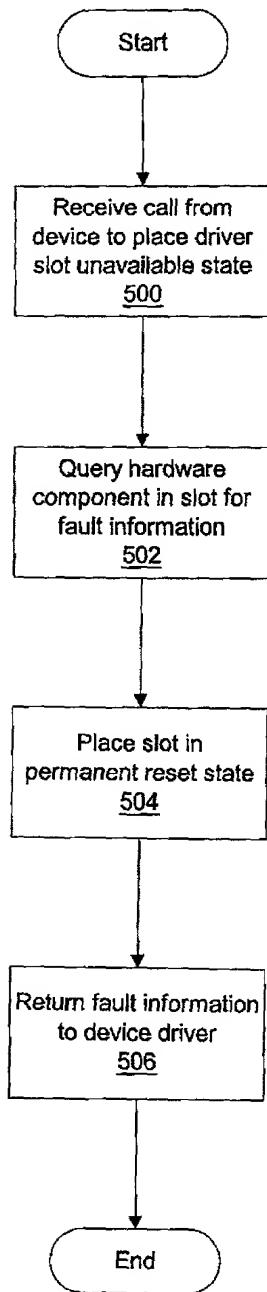 Start
Receive call from
device to place driver
slot unavailable state
500
Query hardware
component in slot for
fault information
502
Place slot in
permanent reset state
504
Return fault information
to device driver
506
End